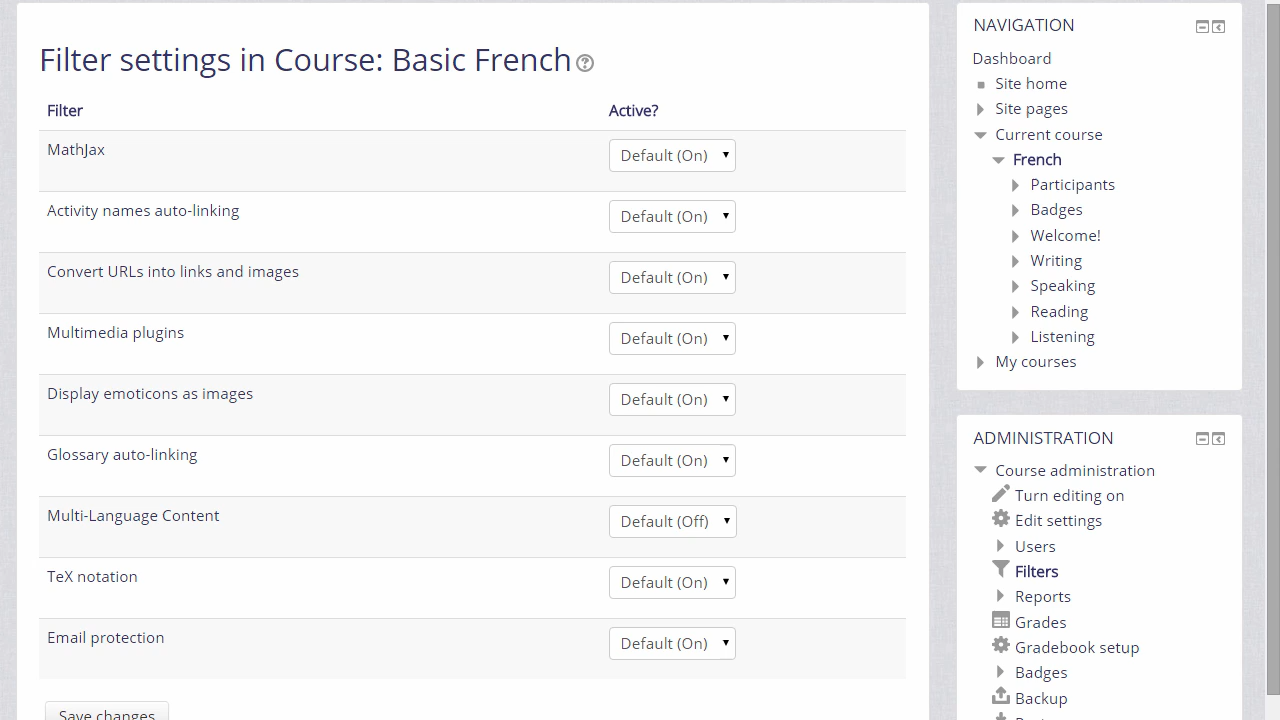 Filter settings in Course: Basic French
Filter Active?
MathJax Default (On)
Activity names auto-linking Default (On)
Convert URLs into links and images Default (On)
Multimedia plugins Default (On)
Display emoticons as images Default (On)
Glossary auto-linking Default (On)
Multi-Language Content Default (Off)
TeX notation Default (On)
Email protection Default (On)
Save changes
NAVIGATION
Dashboard
Site home
Site pages
Current course
French
Participants
Badges
Welcome!
Writing
Speaking
Reading
Listening
My courses
ADMINISTRATION
Course administration
Turn editing on
Edit settings
Users
Filters
Reports
Grades
Gradebook setup
Badges
Backup